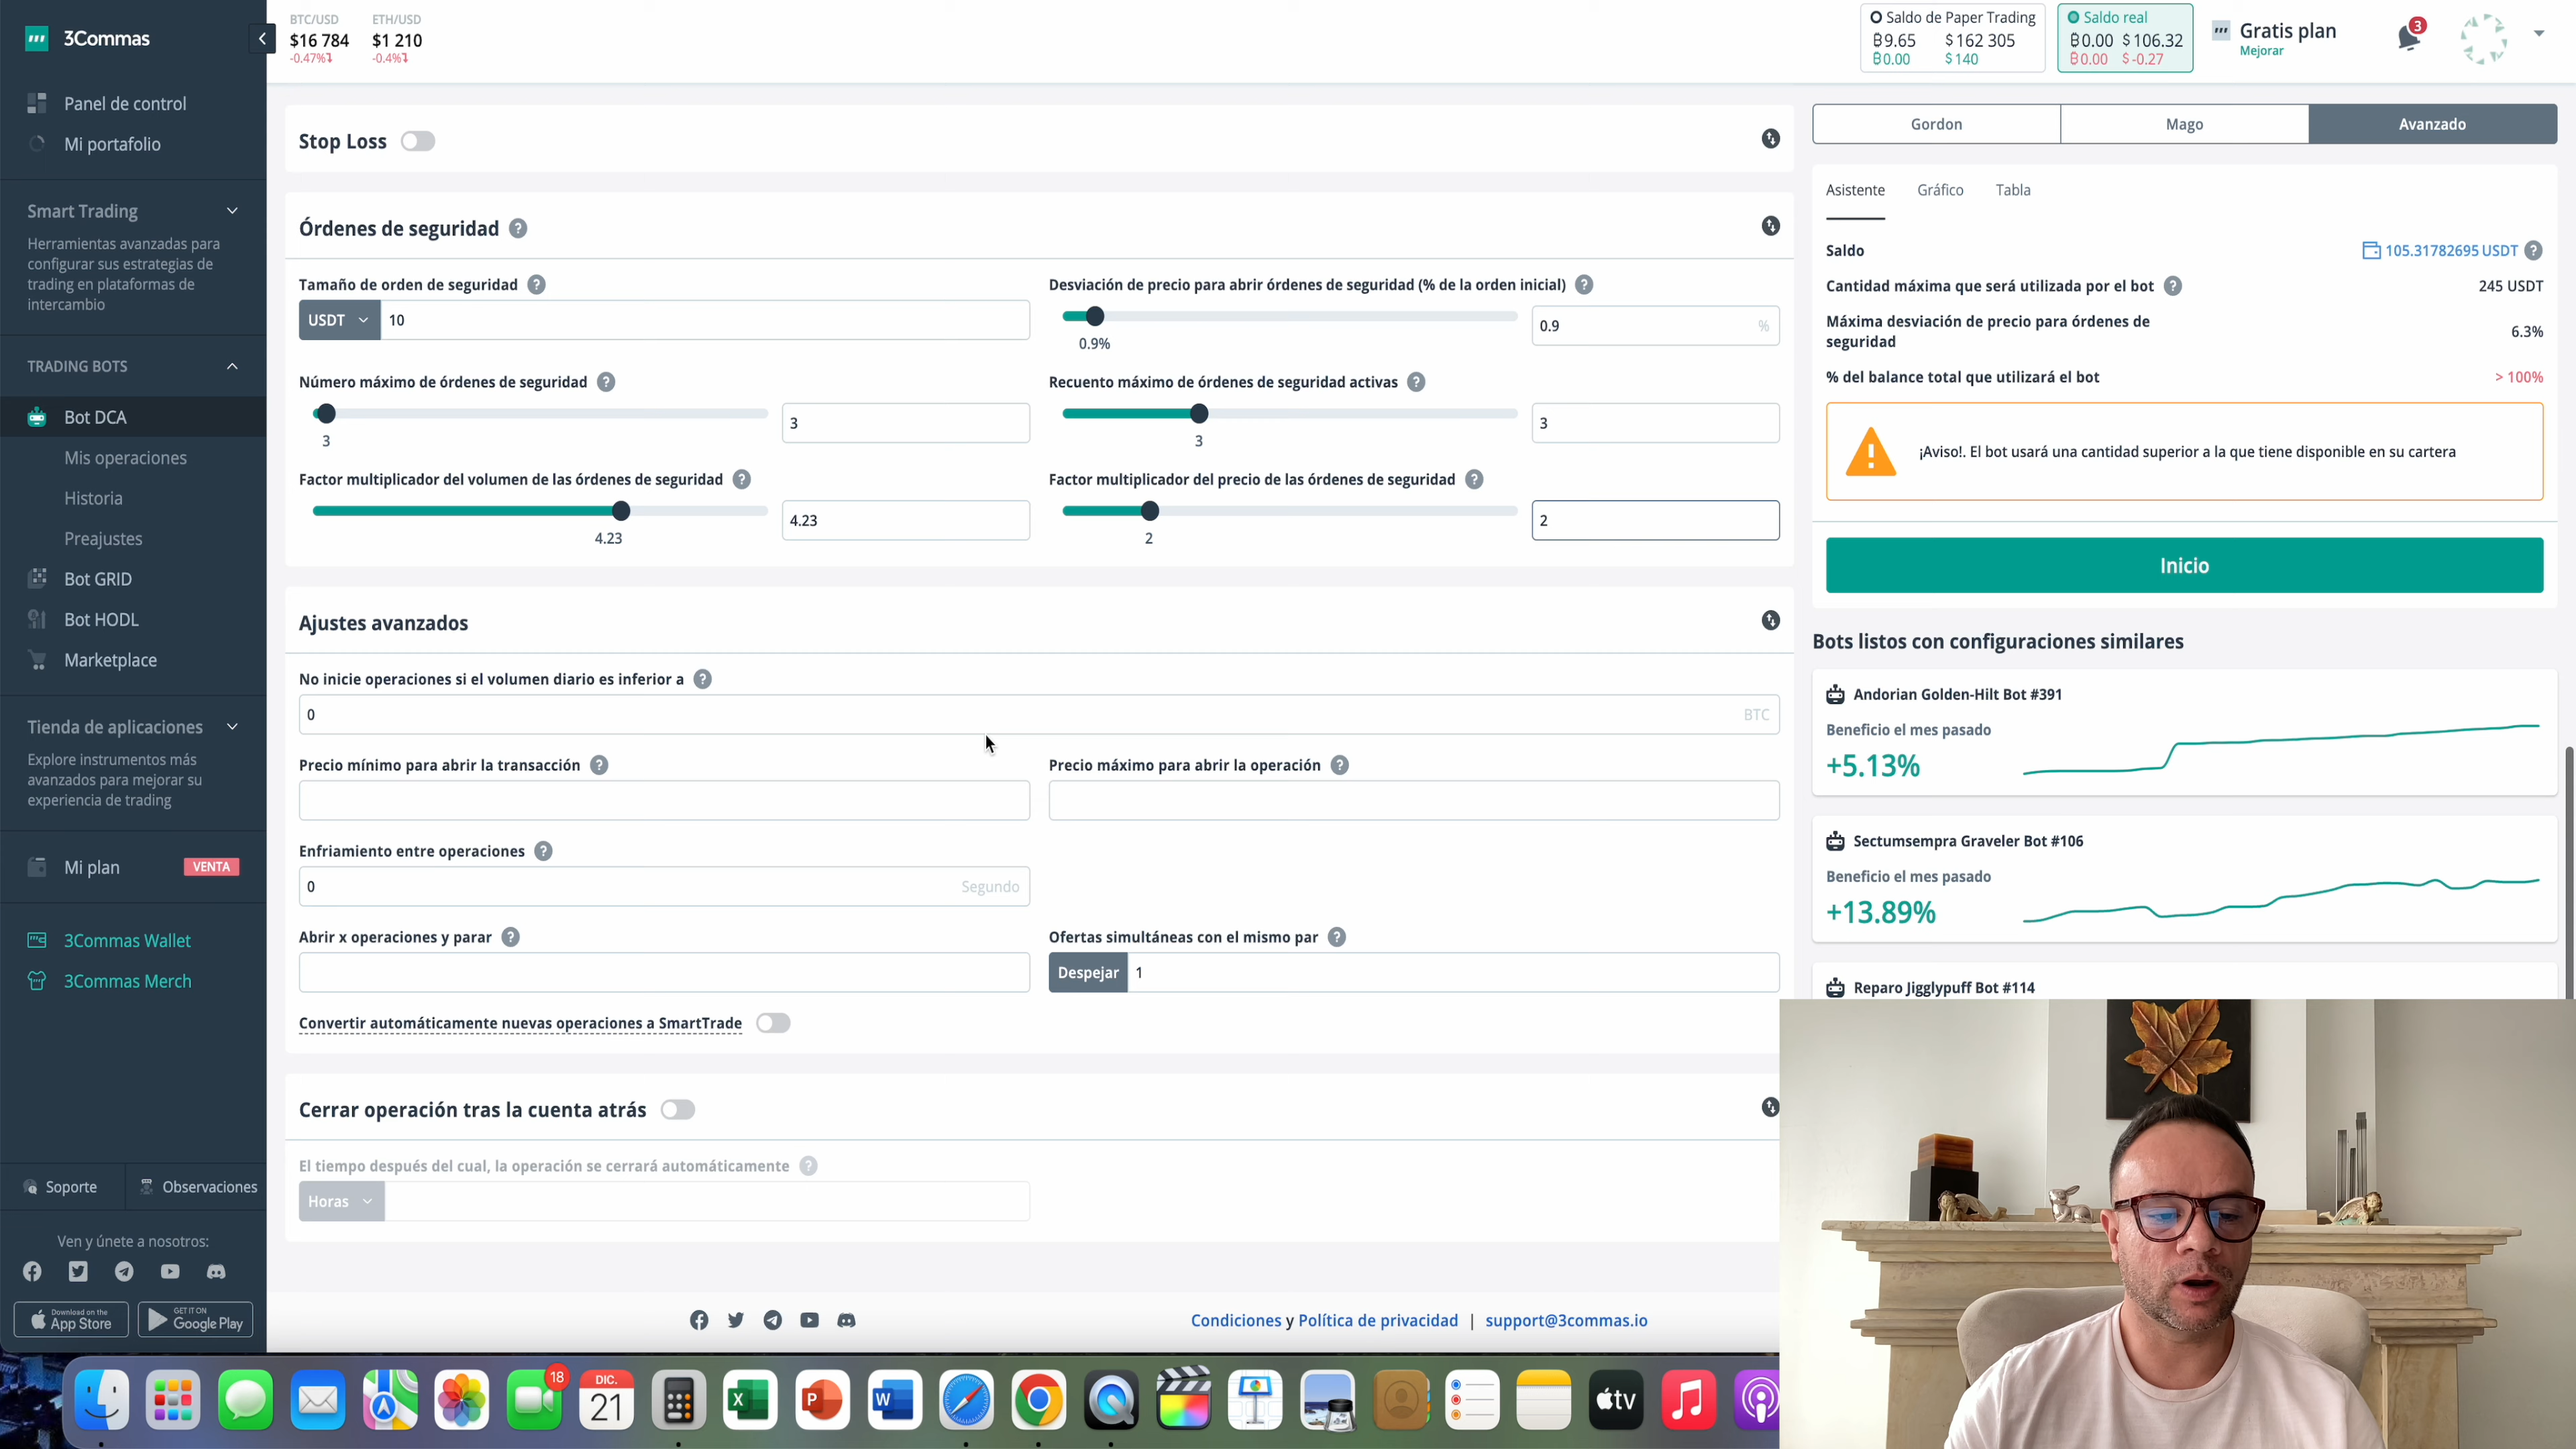 3Commas
Panel de control
Mi portafolio
Smart Trading
Herramientas avanzadas para
configurar sus estrategias de
trading en plataformas de
intercambio
TRADING BOTS
Bot DCA
Mis operaciones
Historia
Preajustes
Bot GRID
Bot HODL
Marketplace
Tienda de aplicaciones
Explore instrumentos más
avanzados para mejorar su
experiencia de trading
Mi plan VENTA
3Commas Wallet
3Commas Merch
Soporte Observaciones
Ven y únete a nosotros:
Download on the
App Store
GET IT ON
Google Play
BTC/USD ETH/USD
$16 784 $1 210
-0.47% -0.4%
Saldo de Paper Trading
฿9.65 $162 305
฿0.00 $140
Saldo real
฿0.00 $106.32
฿0.00 $-0.27
Gratis plan
Mejorar
3
Stop Loss
Órdenes de seguridad
Tamaño de orden de seguridad
USDT 10
Desviación de precio para abrir órdenes de seguridad (% de la orden inicial)
0.9 %
0.9%
Número máximo de órdenes de seguridad
3
3
Recuento máximo de órdenes de seguridad activas
3
3
Factor multiplicador del volumen de las órdenes de seguridad
4.23
4.23
Factor multiplicador del precio de las órdenes de seguridad
2
2
Ajustes avanzados
No inicie operaciones si el volumen diario es inferior a
0 BTC
Precio mínimo para abrir la transacción
Precio máximo para abrir la operación
Enfriamiento entre operaciones
0 Segundo
Abrir x operaciones y parar
Ofertas simultáneas con el mismo par
Despejar 1
Convertir automáticamente nuevas operaciones a SmartTrade
Cerrar operación tras la cuenta atrás
El tiempo después del cual, la operación se cerrará automáticamente
Horas
Condiciones y Política de privacidad | support@3commas.io
Gordon Mago Avanzado
Asistente Gráfico Tabla
Saldo 105.31782695 USDT
Cantidad máxima que será utilizada por el bot 245 USDT
Máxima desviación de precio para órdenes de
seguridad 6.3%
% del balance total que utilizará el bot > 100%
¡Aviso!. El bot usará una cantidad superior a la que tiene disponible en su cartera
Inicio
Bots listos con configuraciones similares
Andorian Golden-Hilt Bot #391
Beneficio el mes pasado
+5.13%
Sectumsempra Graveler Bot #106
Beneficio el mes pasado
+13.89%
Reparo Jigglypuff Bot #114
18
DIC.
21
X
P
W
tv